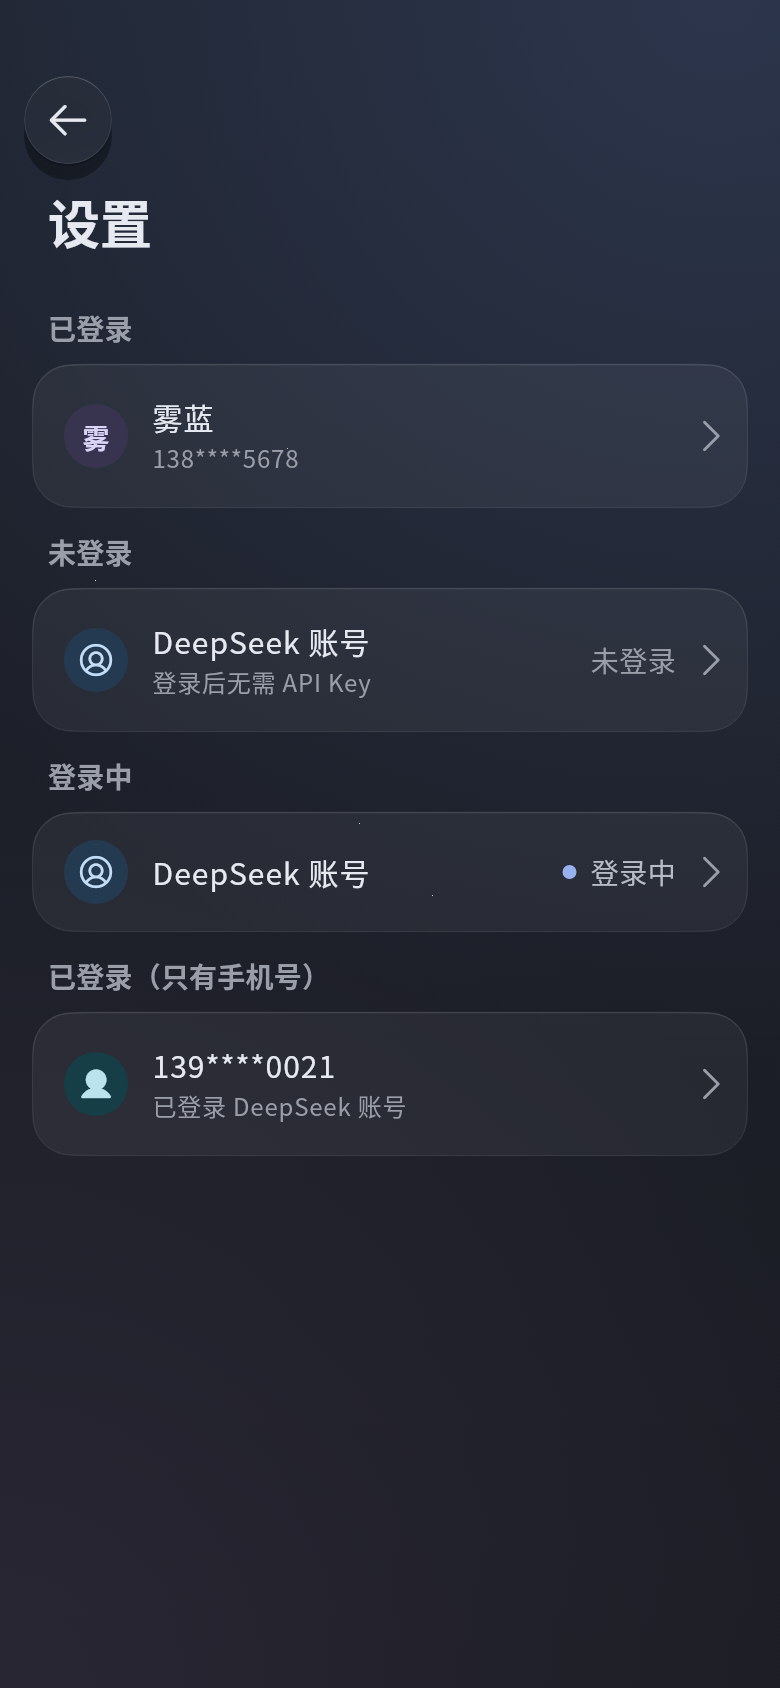 设置
已登录
雾
雾蓝
138****5678
未登录
DeepSeek 账号
登录后无需 API Key
未登录
登录中
DeepSeek 账号
登录中
已登录（只有手机号）
139****0021
已登录 DeepSeek 账号